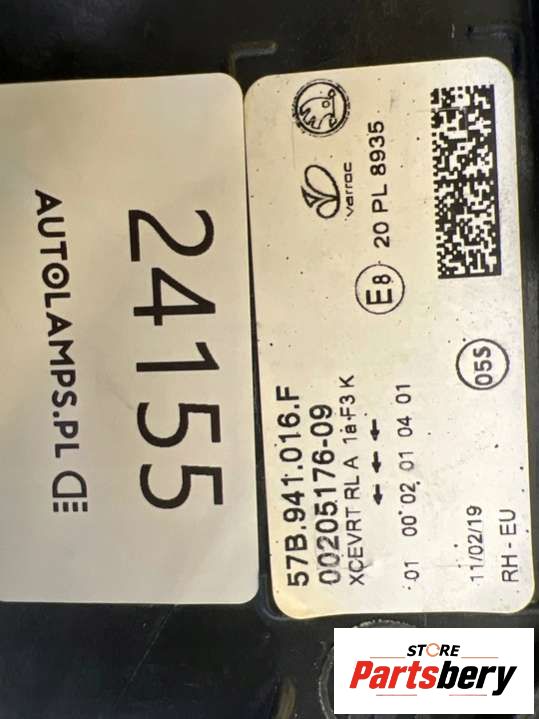 AUTOLAMPS.PL
24155
varroc
E8 20 PL 8935
57B.941.016.F
00205176-09
XCEVRT RL A 1a F3 K
01 00 02 01 04 01
05S
11/02/19
RH - EU
STORE
Partsbery